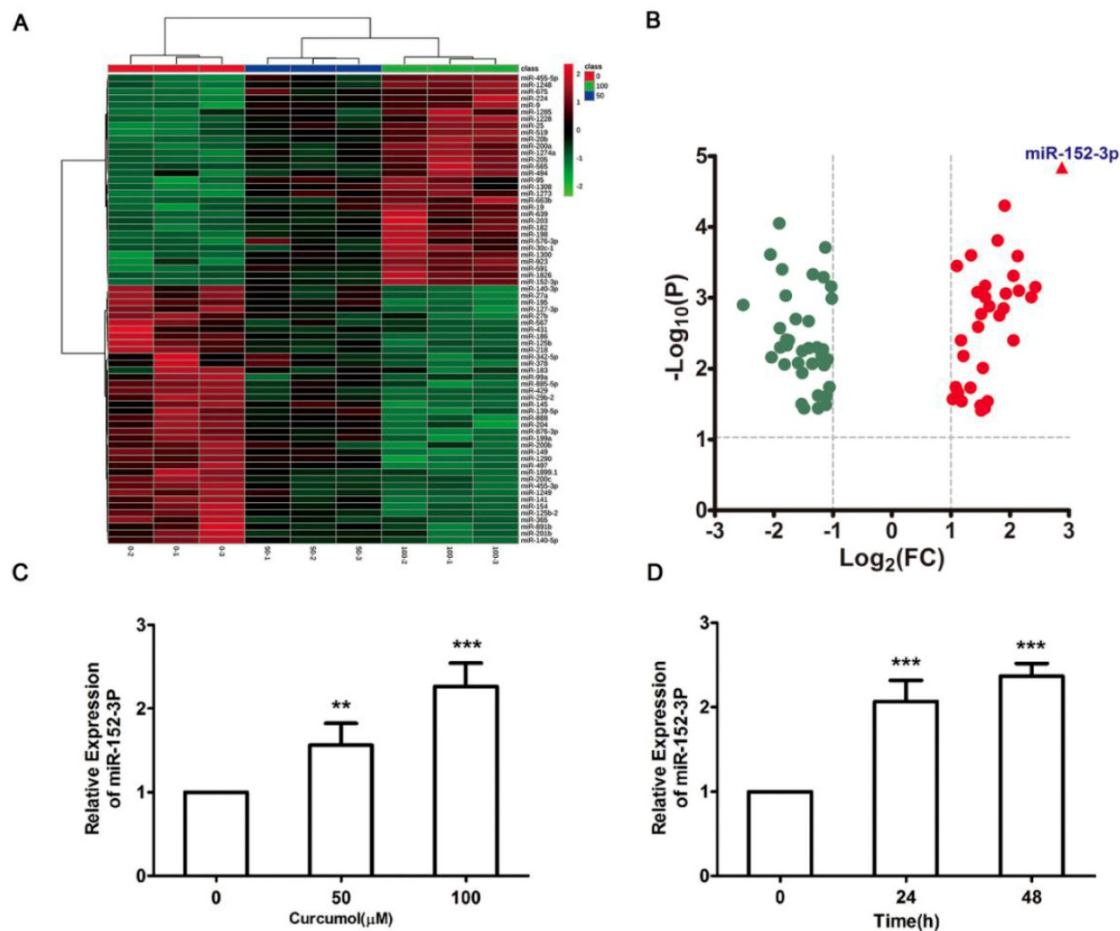 A
class
class
0
100
50
2
1
0
-1
-2
miR-455-5p
miR-1246
miR-675
miR-224
miR-9
miR-1285
miR-1228
miR-25
miR-519
miR-20b
miR-200a
miR-1274a
miR-205
miR-565
miR-494
miR-95
miR-1308
miR-1273
miR-663b
miR-19
miR-639
miR-203
miR-182
miR-198
miR-576-3p
miR-30c-1
miR-1300
miR-923
miR-591
miR-1826
miR-152-3p
miR-140-3p
miR-27a
miR-195
miR-127-3p
miR-27b
miR-567
miR-431
miR-186
miR-125b
miR-218
miR-342-5p
miR-378
miR-183
miR-99a
miR-885-5p
miR-429
miR-29b-2
miR-145
miR-139-5p
miR-888
miR-204
miR-876-3p
miR-199a
miR-200b
miR-149
miR-1290
miR-497
miR-1899.1
miR-200c
miR-455-3p
miR-1249
miR-141
miR-154
miR-125b-2
miR-365
miR-891b
miR-201b
miR-140-5p
0-2
0-1
0-3
50-1
50-2
50-3
100-2
100-1
100-3
B
miR-152-3p
-Log10(P)
5
4
3
2
1
0
-3 -2 -1 0 1 2 3
Log2(FC)
C
Relative Expression
of miR-152-3P
3
2
1
0
**
***
0 50 100
Curcumol(μM)
D
Relative Expression
of miR-152-3P
3
2
1
0
***
***
0 24 48
Time(h)